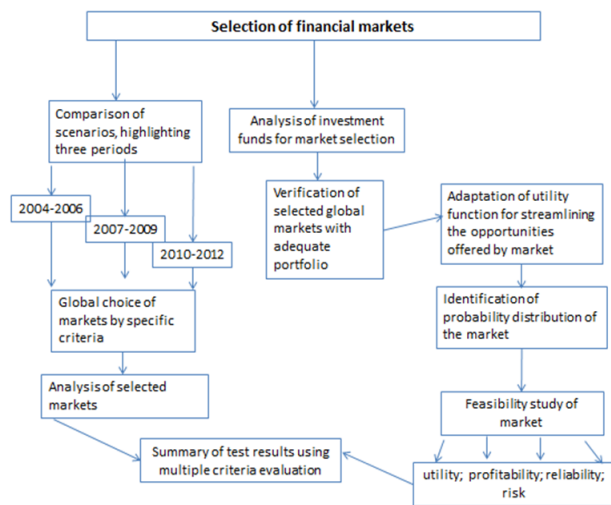 Selection of financial markets
Comparison of
scenarios, highlighting
three periods
2004-2006
2007-2009
2010-2012
Global choice of
markets by specific
criteria
Analysis of selected
markets
Analysis of investment
funds for market selection
Verification of
selected global
markets with
adequate
portfolio
Adaptation of utility
function for streamlining
the opportunities
offered by market
Identification of
probability distribution of
the market
Feasibility study of
market
utility; profitability; reliability;
risk
Summary of test results using
multiple criteria evaluation